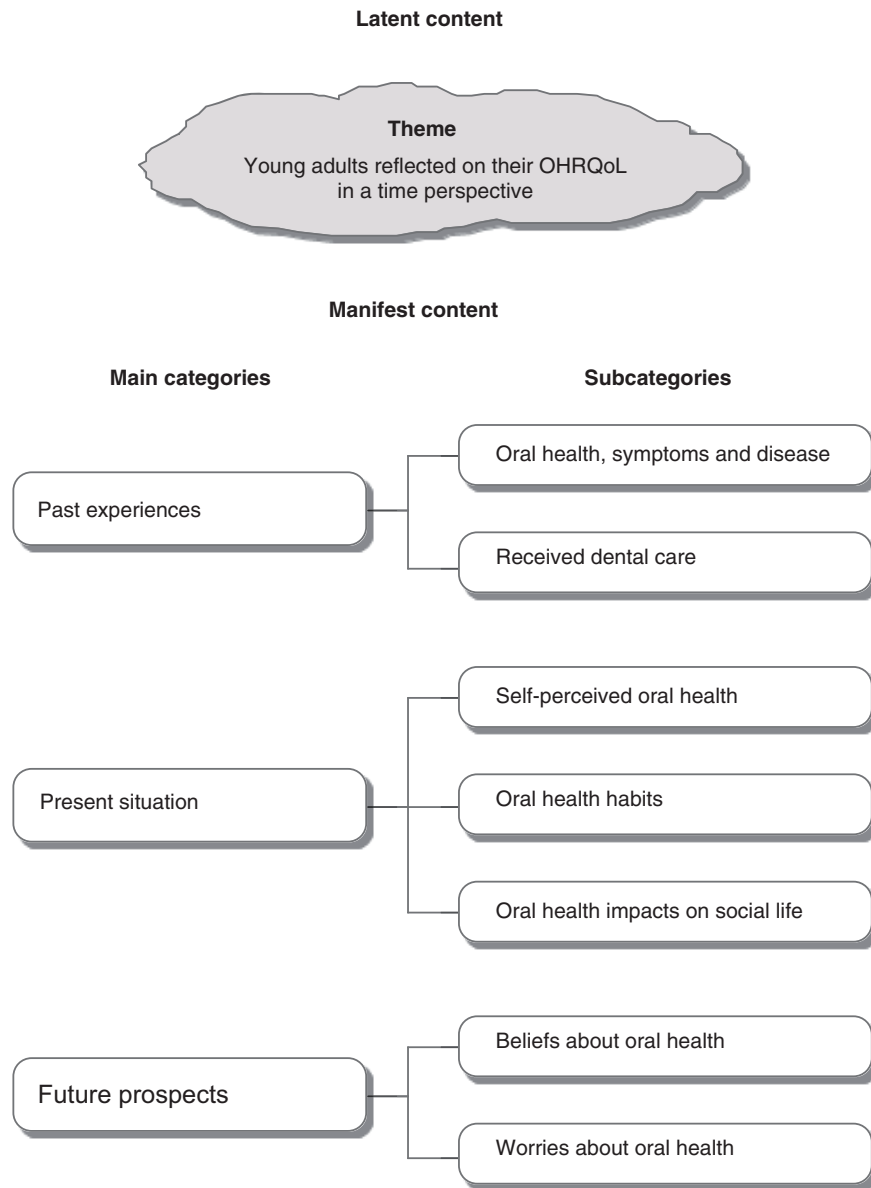 Latent content
Theme
Young adults reflected on their OHRQoL
in a time perspective
Manifest content
Main categories
Subcategories
Past experiences
Oral health, symptoms and disease
Received dental care
Present situation
Self-perceived oral health
Oral health habits
Oral health impacts on social life
Future prospects
Beliefs about oral health
Worries about oral health